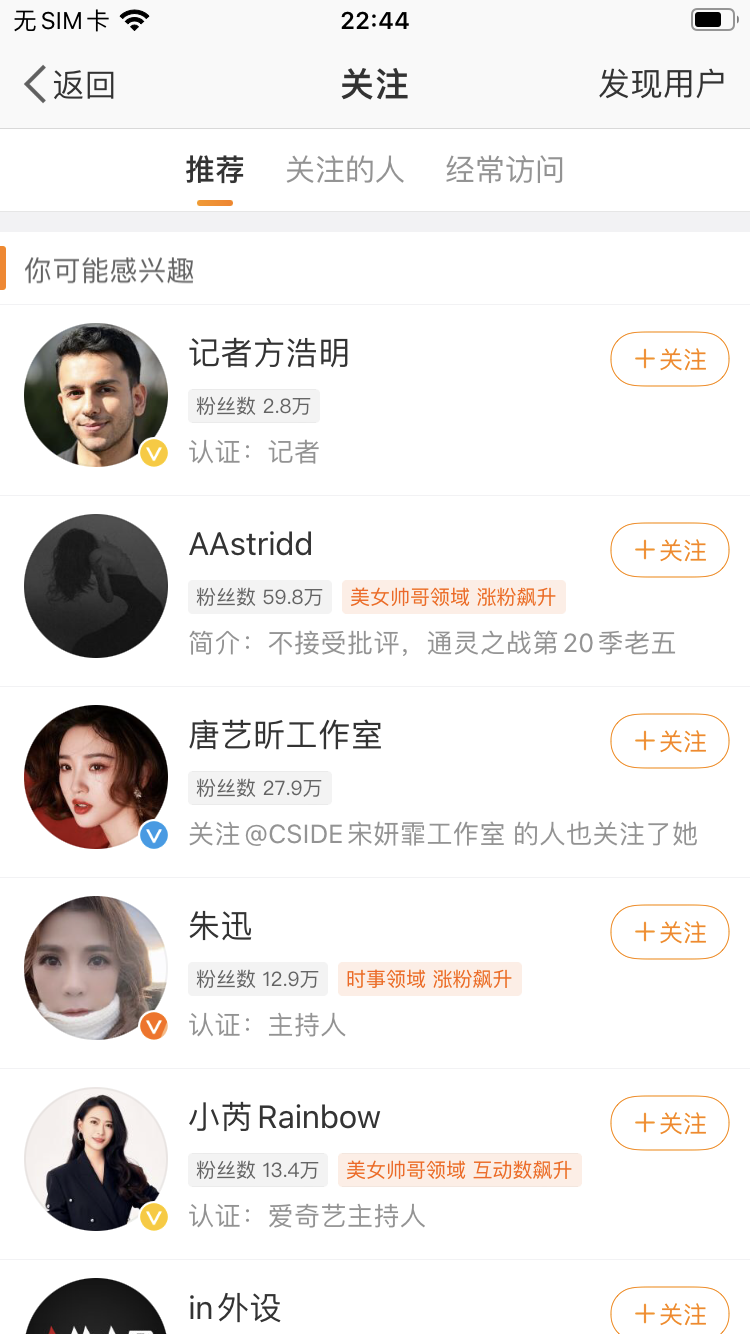 无SIM卡 22:44
返回 关注 发现用户
推荐 关注的人 经常访问
你可能感兴趣
记者方浩明
+关注
粉丝数 2.8万
认证：记者
AAstridd
+关注
粉丝数 59.8万 美女帅哥领域 涨粉飙升
简介：不接受批评，通灵之战第20季老五
唐艺昕工作室
+关注
粉丝数 27.9万
关注@CSIDE宋妍霏工作室 的人也关注了她
朱迅
+关注
粉丝数 12.9万 时事领域 涨粉飙升
认证：主持人
小芮Rainbow
+关注
粉丝数 13.4万 美女帅哥领域 互动数飙升
认证：爱奇艺主持人
in外设
+关注